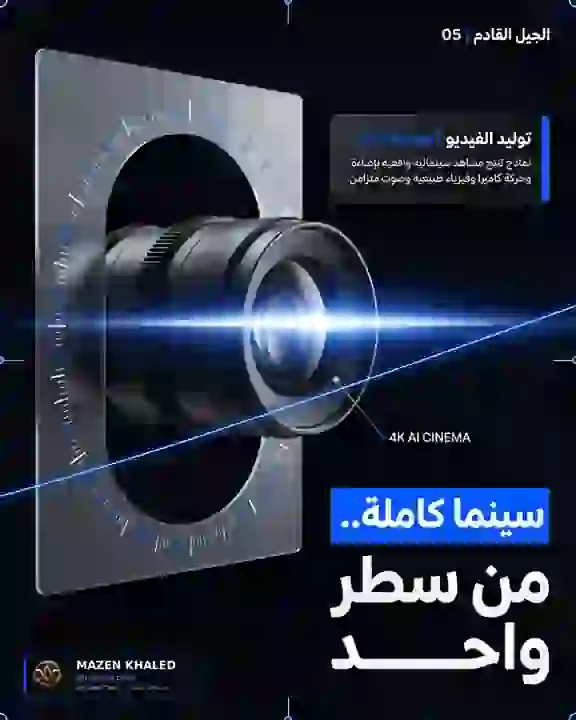 الجيل القادم | 05
توليد الفيديو
نماذج تنتج مشاهد سينمائية واقعية بإضاءة
وحركة كاميرا وفيزياء طبيعية وصوت متزامن
4K AI CINEMA
سينما كاملة..
من سطر
واحــــد
MAZEN KHALED